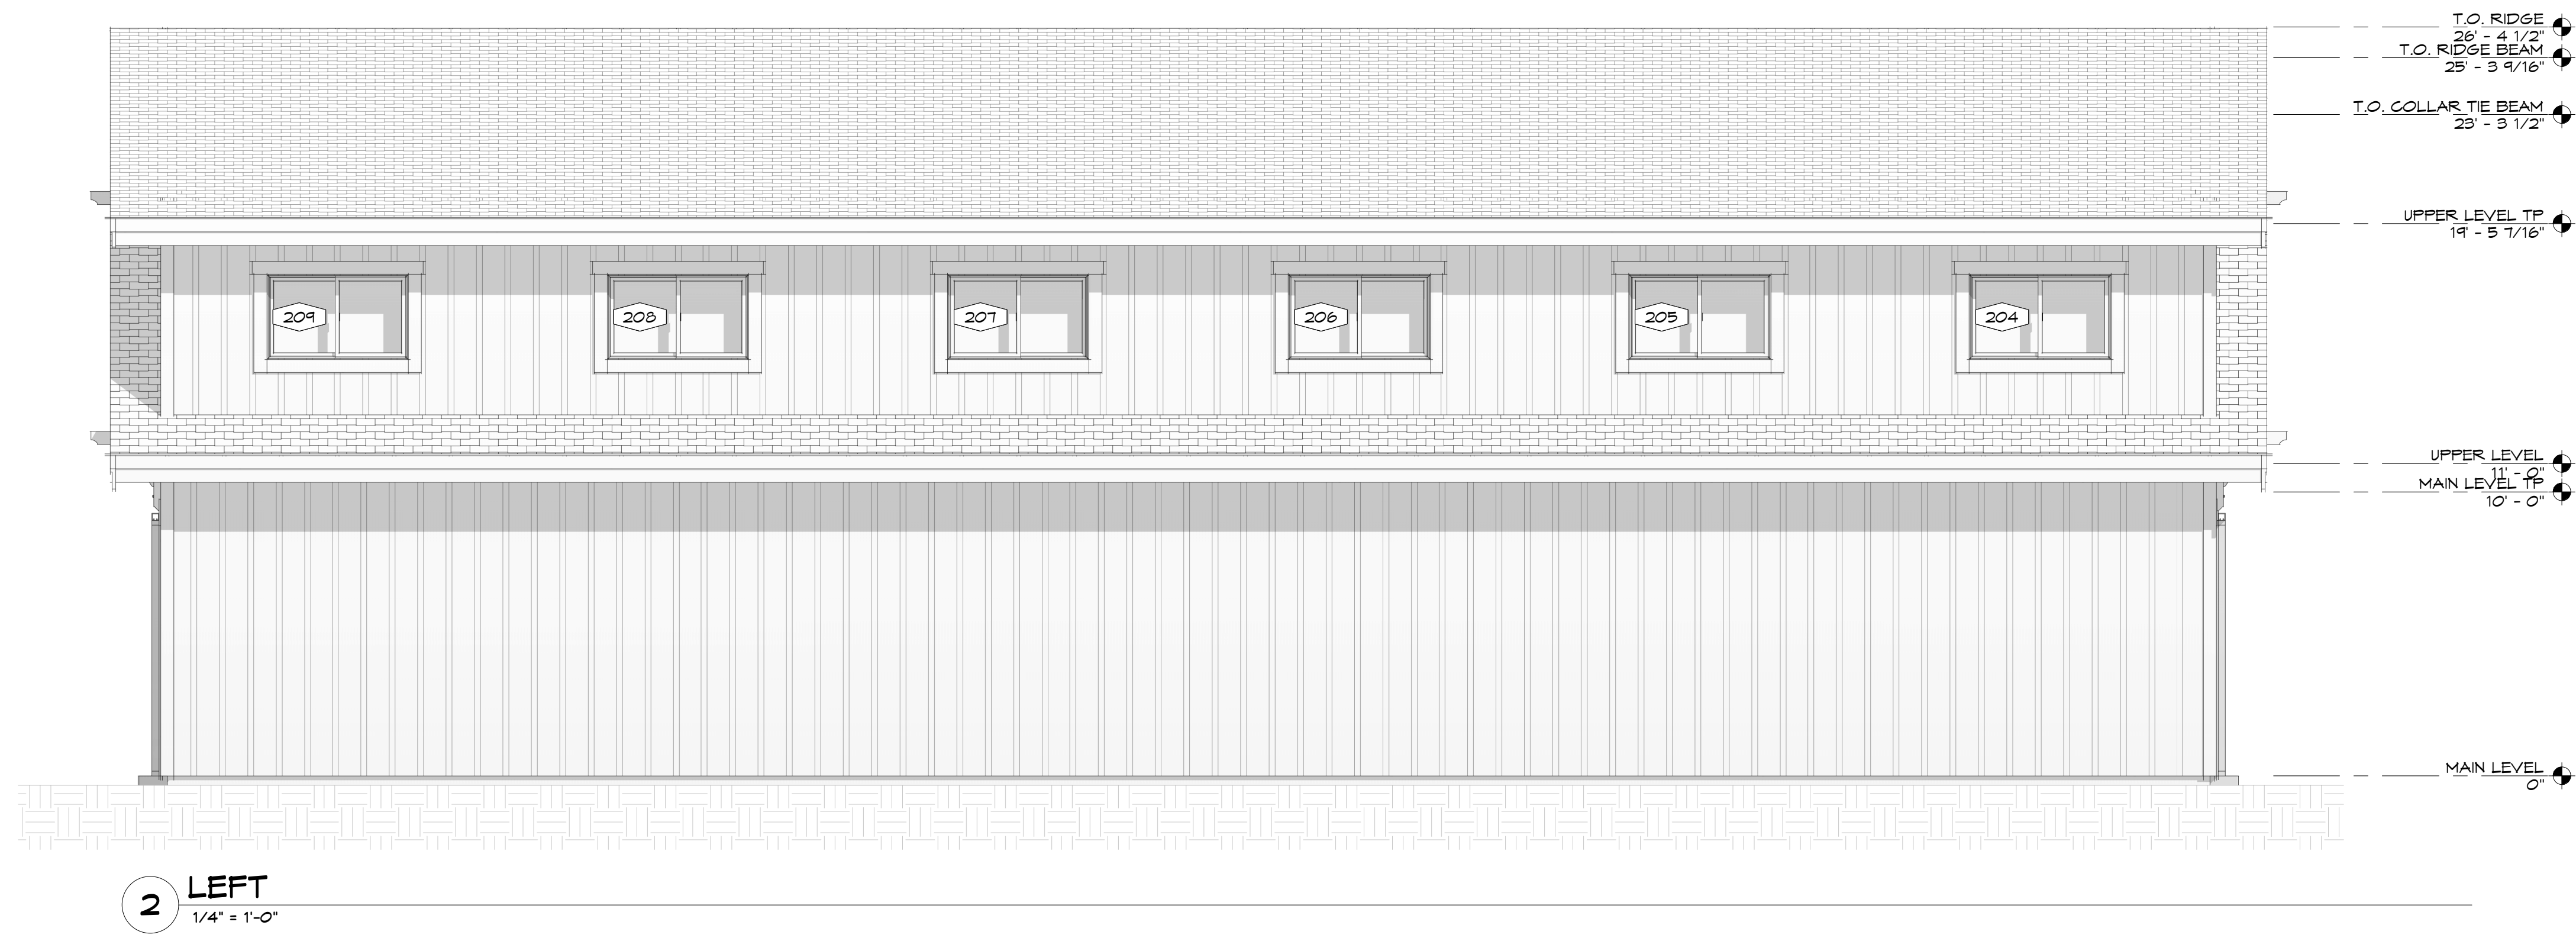 T.O. RIDGE
26' - 4 1/2"
T.O. RIDGE BEAM
25' - 3 9/16"
T.O. COLLAR TIE BEAM
23' - 3 1/2"
UPPER LEVEL TP
19' - 5 7/16"
209 208 207 206 205 204
UPPER LEVEL
11' - 0"
MAIN LEVEL TP
10' - 0"
MAIN LEVEL
0"
2 LEFT
1/4" = 1'-0"